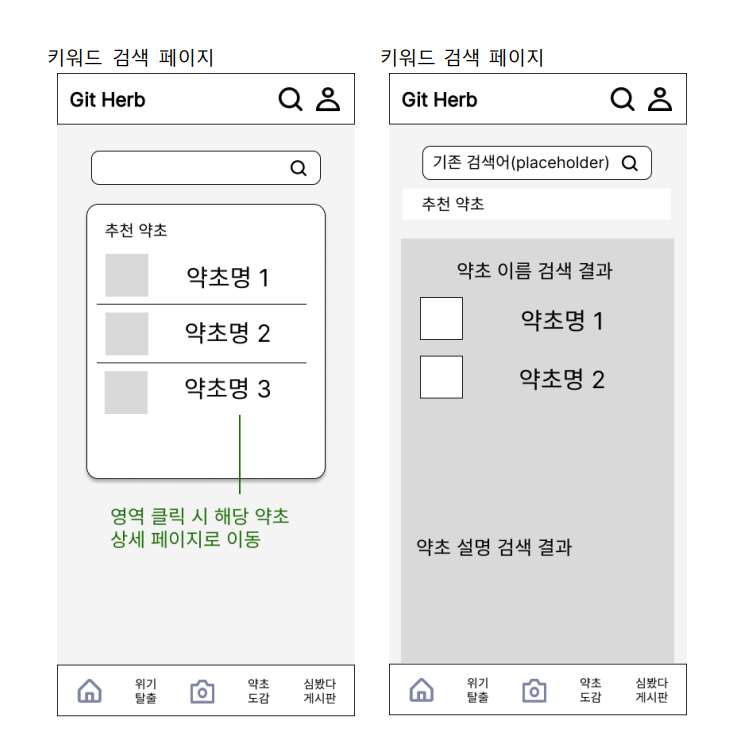 키워드 검색 페이지
Git Herb
추천 약초
약초명 1
약초명 2
약초명 3
영역 클릭 시 해당 약초
상세 페이지로 이동
위기
탈출
약초
도감
심봤다
게시판
키워드 검색 페이지
Git Herb
기존 검색어(placeholder)
추천 약초
약초 이름 검색 결과
약초명 1
약초명 2
약초 설명 검색 결과
위기
탈출
약초
도감
심봤다
게시판